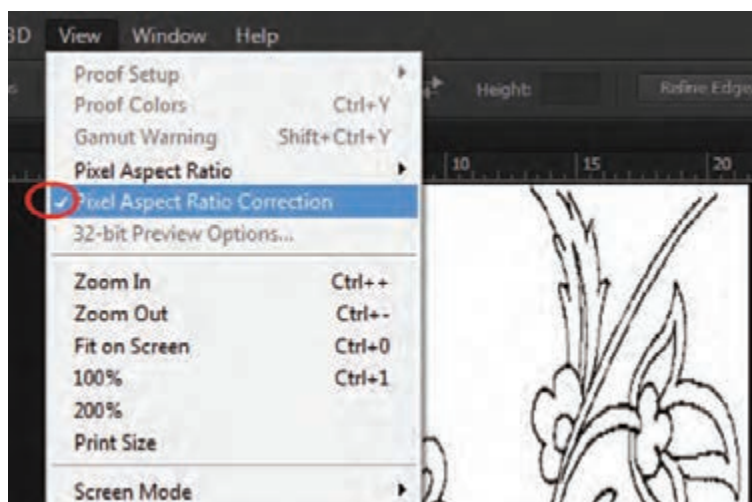 3D View Window Help
Proof Setup
Proof Colors Ctrl+Y
Gamut Warning Shift+Ctrl+Y
Pixel Aspect Ratio
Pixel Aspect Ratio Correction
32-bit Preview Options...
Zoom In Ctrl++
Zoom Out Ctrl+-
Fit on Screen Ctrl+0
100% Ctrl+1
200%
Print Size
Screen Mode
Height: Refine Edge
10 15 20